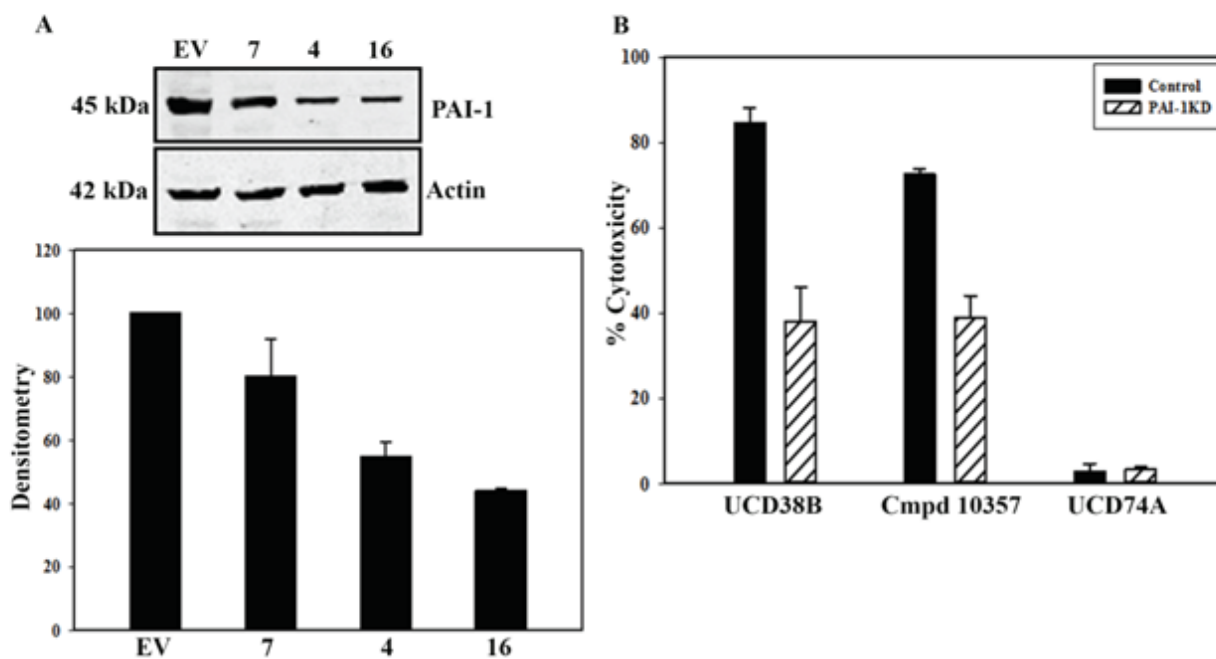 A
EV 7 4 16
45 kDa PAI-1
42 kDa Actin
120
100
80
60
40
20
0
Densitometry
EV 7 4 16
B
100
80
60
40
20
0
% Cytotoxicity
Control
PAI-1KD
UCD38B Cmpd 10357 UCD74A